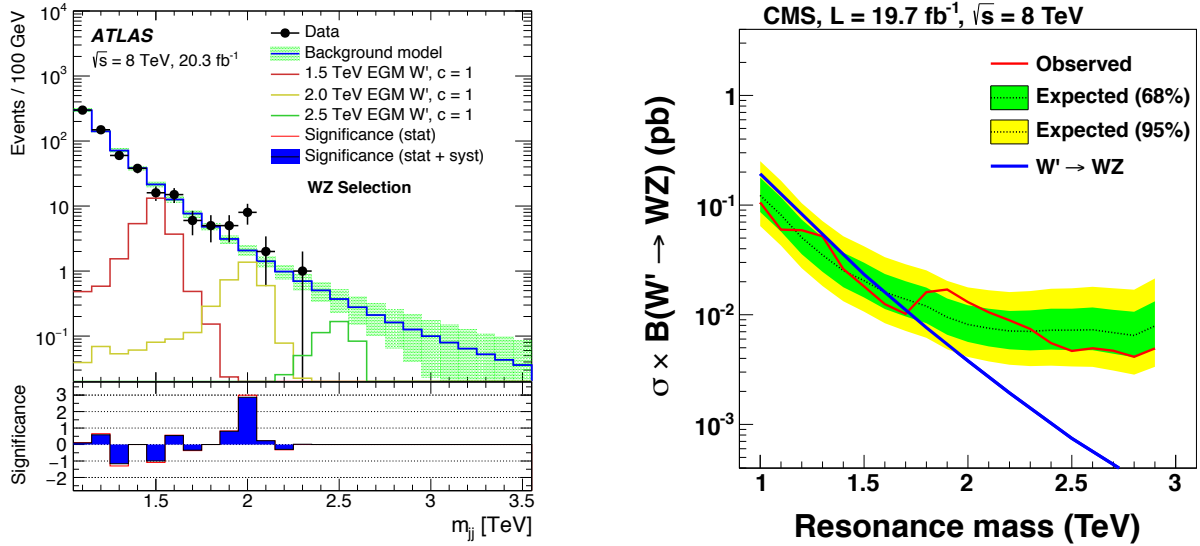 ATLAS
√s = 8 TeV, 20.3 fb⁻¹
Data
Background model
1.5 TeV EGM W', c = 1
2.0 TeV EGM W', c = 1
2.5 TeV EGM W', c = 1
Significance (stat)
Significance (stat + syst)
WZ Selection
Events / 100 GeV
10⁴
10³
10²
10
1
10⁻¹
Significance
3
2
1
0
−1
−2
1.5 2 2.5 3 3.5
m_jj [TeV]
CMS, L = 19.7 fb⁻¹, √s = 8 TeV
Observed
Expected (68%)
Expected (95%)
W' → WZ
σ × B(W' → WZ) (pb)
1
10⁻¹
10⁻²
10⁻³
1 1.5 2 2.5 3
Resonance mass (TeV)